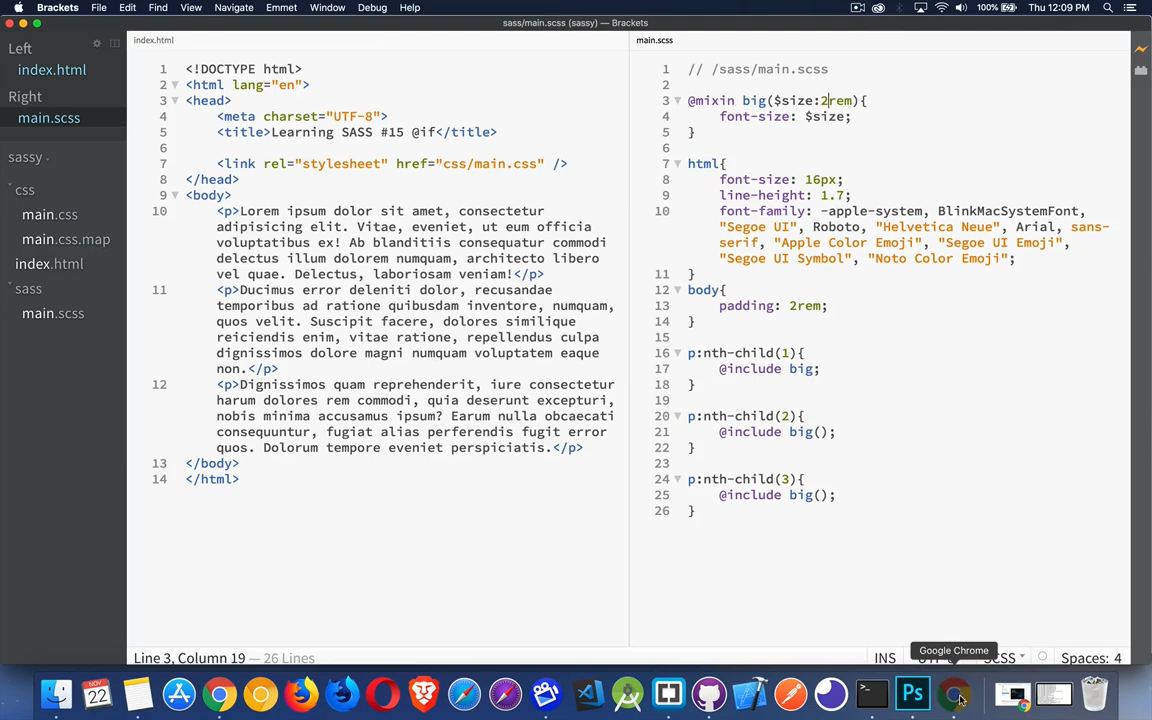 Brackets File Edit Find View Navigate Emmet Window Debug Help 100% Thu 12:09 PM
sass/main.scss (sassy) — Brackets
Left
index.html
Right
main.scss
sassy
css
main.css
main.css.map
index.html
sass
main.scss
index.html
1 <!DOCTYPE html>
2 <html lang="en">
3 <head>
4 <meta charset="UTF-8">
5 <title>Learning SASS #15 @if</title>
6
7 <link rel="stylesheet" href="css/main.css" />
8 </head>
9 <body>
10 <p>Lorem ipsum dolor sit amet, consectetur
adipisicing elit. Vitae, eveniet, ut eum officia
voluptatibus ex! Ab blanditiis consequatur commodi
delectus illum dolorem numquam, architecto libero
vel quae. Delectus, laboriosam veniam!</p>
11 <p>Ducimus error deleniti dolor, recusandae
temporibus ad ratione quibusdam inventore, numquam,
quos velit. Suscipit facere, dolores similique
reiciendis enim, vitae ratione, repellendus culpa
dignissimos dolore magni numquam voluptatem eaque
non.</p>
12 <p>Dignissimos quam reprehenderit, iure consectetur
harum dolores rem commodi, quia deserunt excepturi,
nobis minima accusamus ipsum? Earum nulla obcaecati
consequuntur, fugiat alias perferendis fugit error
quos. Dolorum tempore eveniet perspiciatis.</p>
13 </body>
14 </html>
main.scss
1 // /sass/main.scss
2
3 @mixin big($size:2rem){
4 font-size: $size;
5 }
6
7 html{
8 font-size: 16px;
9 line-height: 1.7;
10 font-family: -apple-system, BlinkMacSystemFont,
"Segoe UI", Roboto, "Helvetica Neue", Arial, sans-
serif, "Apple Color Emoji", "Segoe UI Emoji",
"Segoe UI Symbol", "Noto Color Emoji";
11 }
12 body{
13 padding: 2rem;
14 }
15
16 p:nth-child(1){
17 @include big;
18 }
19
20 p:nth-child(2){
21 @include big();
22 }
23
24 p:nth-child(3){
25 @include big();
26 }
Line 3, Column 19 — 26 Lines
INS SCSS Spaces: 4
Google Chrome
NOV
22
Ps